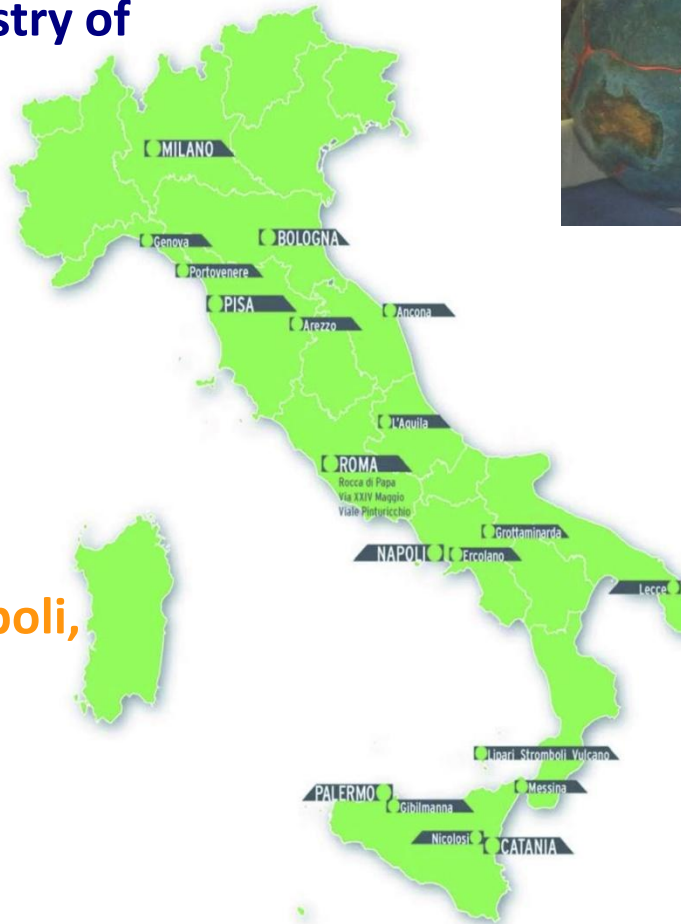 stry of
MILANO
Genova
BOLOGNA
Portovenere
PISA
Arezzo
Ancona
L'Aquila
ROMA
Rocca di Papa
Via XXIV Maggio
Viale Pinturicchio
Grottaminarda
NAPOLI
Ercolano
Lecce
poli,
Lipari Stromboli Vulcano
Messina
PALERMO
Gibilmanna
Nicolosi
CATANIA